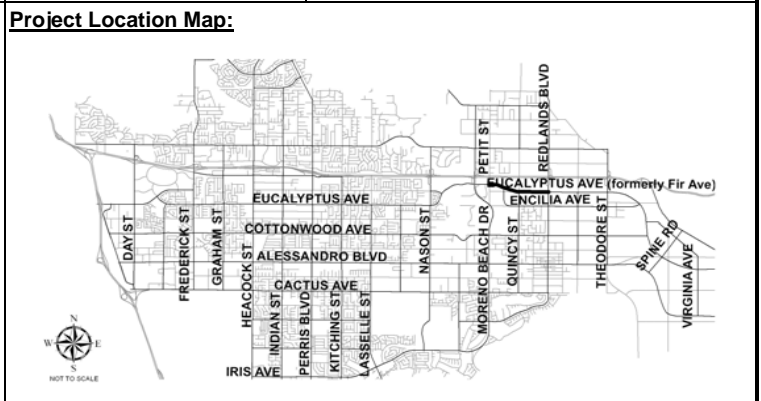 Project Location Map:
PETIT ST
REDLANDS BLVD
EUCALYPTUS AVE (formerly Fir Ave)
EUCALYPTUS AVE
ENCILIA AVE
DAY ST
FREDERICK ST
GRAHAM ST
COTTONWOOD AVE
NASON ST
MORENO BEACH DR
QUINCY ST
THEODORE ST
SPINE RD
VIRGINIA AVE
ALESSANDRO BLVD
HEACOCK ST
CACTUS AVE
INDIAN ST
PERRIS BLVD
KITCHING ST
LASSELLE ST
IRIS AVE
N
W
E
S
NOT TO SCALE